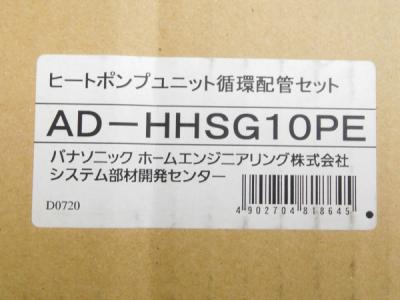 ヒートポンプユニット循環配管セット
AD－HHSG10PE
パナソニック ホームエンジニアリング株式会社
システム部材開発センター
4902704818645
D0720